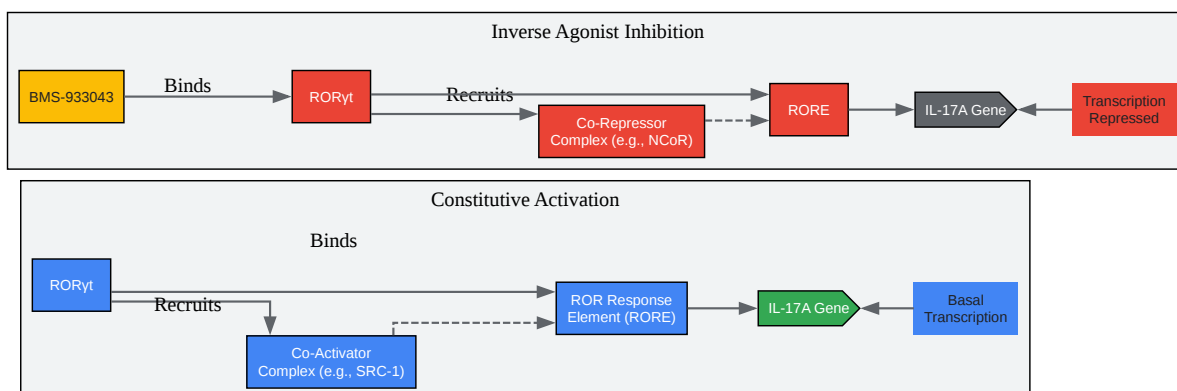 Inverse Agonist Inhibition
BMS-933043
Binds
RORγt
Recruits
Co-Repressor
Complex (e.g., NCoR)
RORE
IL-17A Gene
Transcription
Repressed
Constitutive Activation
Binds
RORγt
Recruits
Co-Activator
Complex (e.g., SRC-1)
ROR Response
Element (RORE)
IL-17A Gene
Basal
Transcription